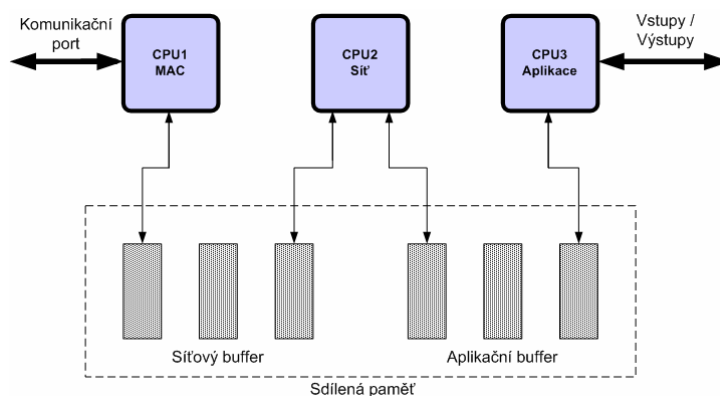 Komunikační
port
CPU1
MAC
CPU2
Síť
CPU3
Aplikace
Vstupy /
Výstupy
Síťový buffer
Aplikační buffer
Sdílená paměť